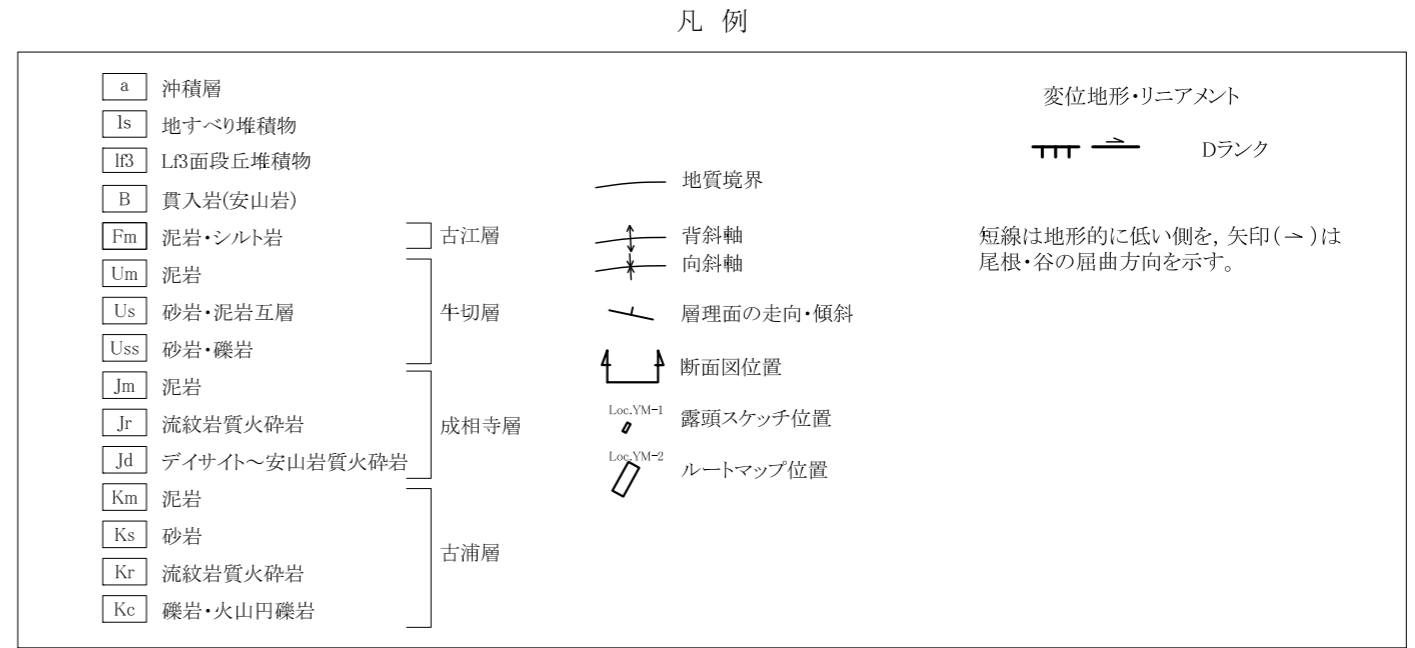 凡 例
a 沖積層
ls 地すべり堆積物
lf3 Lf3面段丘堆積物
B 貫入岩(安山岩)
Fm 泥岩・シルト岩
古江層
Um 泥岩
Us 砂岩・泥岩互層
Uss 砂岩・礫岩
牛切層
Jm 泥岩
Jr 流紋岩質火砕岩
Jd デイサイト～安山岩質火砕岩
成相寺層
Km 泥岩
Ks 砂岩
Kr 流紋岩質火砕岩
Kc 礫岩・火山円礫岩
古浦層
地質境界
背斜軸
向斜軸
層理面の走向・傾斜
断面図位置
Loc.YM-1
露頭スケッチ位置
Loc.YM-2
ルートマップ位置
変位地形・リニアメント
Dランク
短線は地形的に低い側を, 矢印(⇀)は
尾根・谷の屈曲方向を示す。